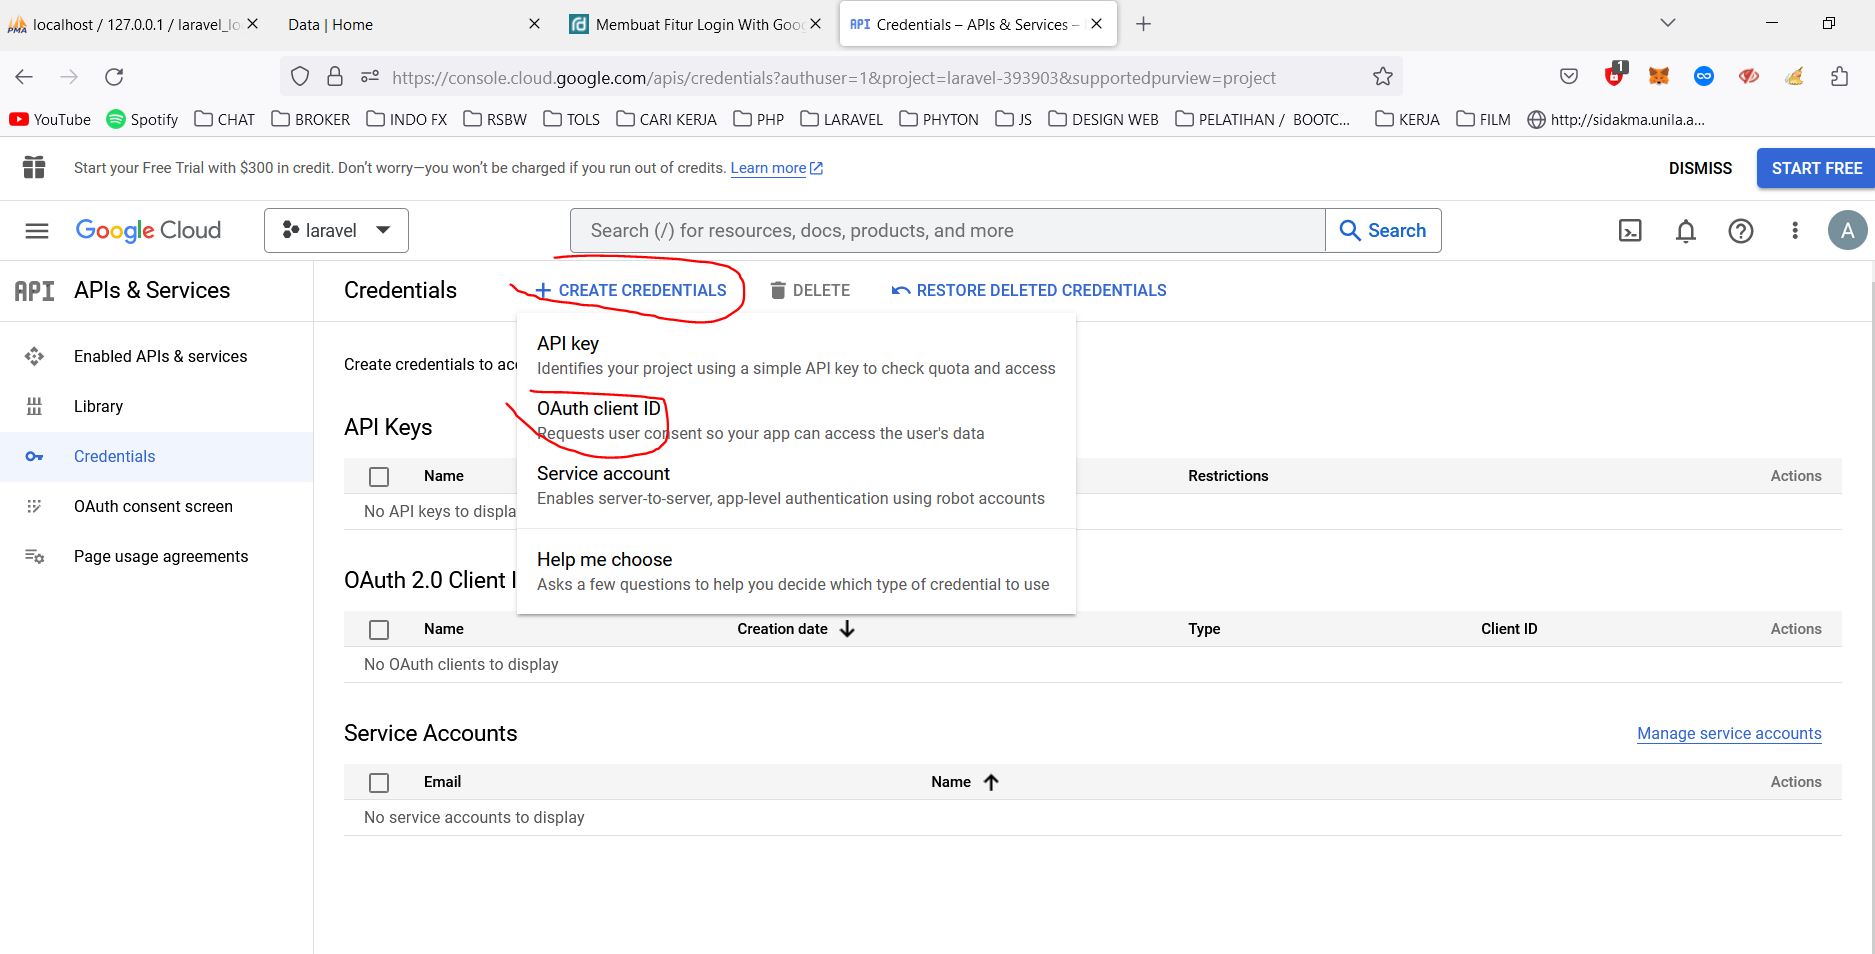 localhost / 127.0.0.1 / laravel_lo
Data | Home
Membuat Fitur Login With Goo
API Credentials – APIs & Services –
https://console.cloud.google.com/apis/credentials?authuser=1&project=laravel-393903&supportedpurview=project
1
YouTube Spotify CHAT BROKER INDO FX RSBW TOLS CARI KERJA PHP LARAVEL PHYTON JS DESIGN WEB PELATIHAN / BOOTC... KERJA FILM http://sidakma.unila.a...
Start your Free Trial with $300 in credit. Don’t worry—you won’t be charged if you run out of credits. Learn more
DISMISS
START FREE
Google Cloud
laravel
Search (/) for resources, docs, products, and more
Search
A
API APIs & Services
Credentials
+ CREATE CREDENTIALS
DELETE
RESTORE DELETED CREDENTIALS
Enabled APIs & services
Library
Credentials
OAuth consent screen
Page usage agreements
Create credentials to acc
API key
Identifies your project using a simple API key to check quota and access
OAuth client ID
Requests user consent so your app can access the user's data
Service account
Enables server-to-server, app-level authentication using robot accounts
Help me choose
Asks a few questions to help you decide which type of credential to use
API Keys
Name Restrictions Actions
No API keys to displa
OAuth 2.0 Client I
Name Creation date Type Client ID Actions
No OAuth clients to display
Service Accounts
Manage service accounts
Email Name Actions
No service accounts to display